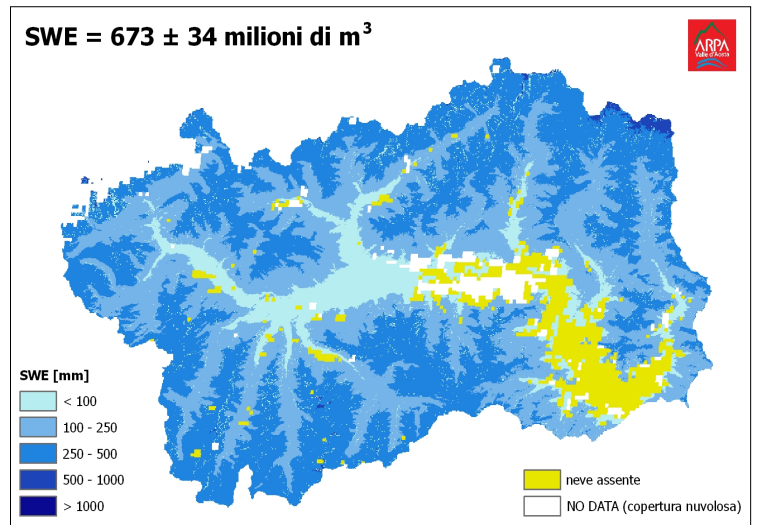 SWE = 673 ± 34 milioni di m³
ARPA
Valle d'Aosta
SWE [mm]
< 100
100 - 250
250 - 500
500 - 1000
> 1000
neve assente
NO DATA (copertura nuvolosa)